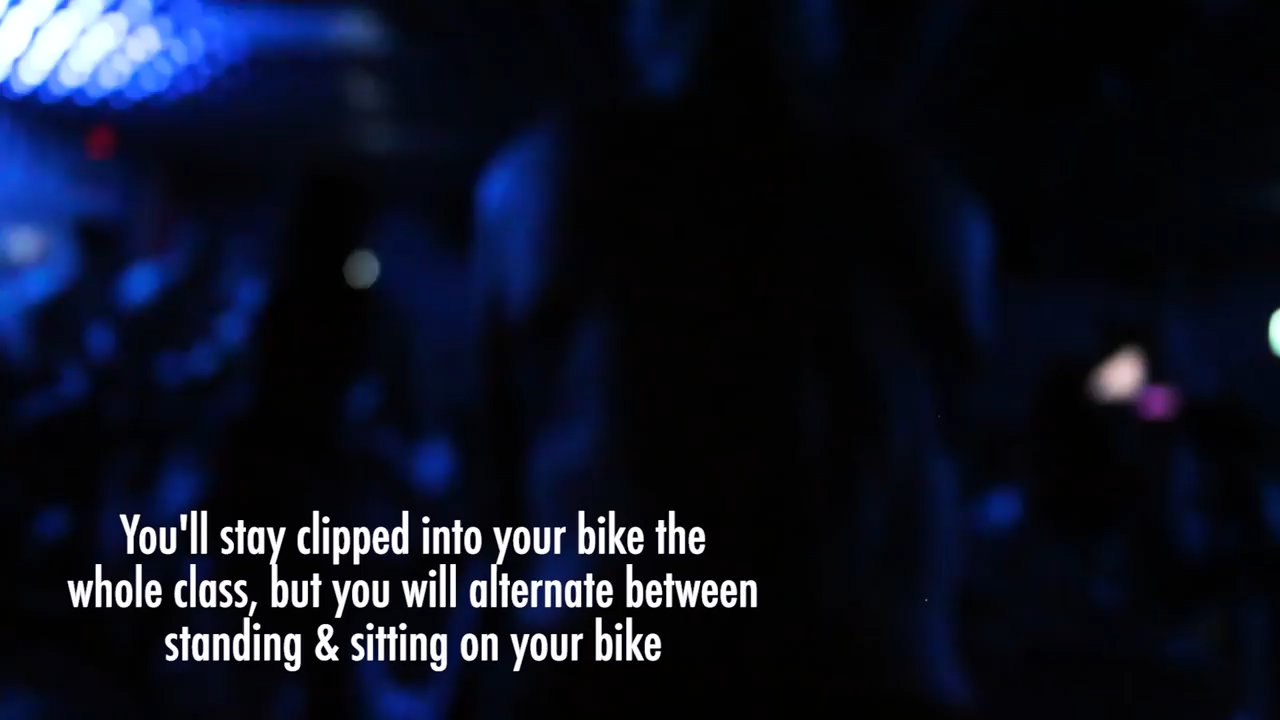 You'll stay clipped into your bike the
whole class, but you will alternate between
standing & sitting on your bike